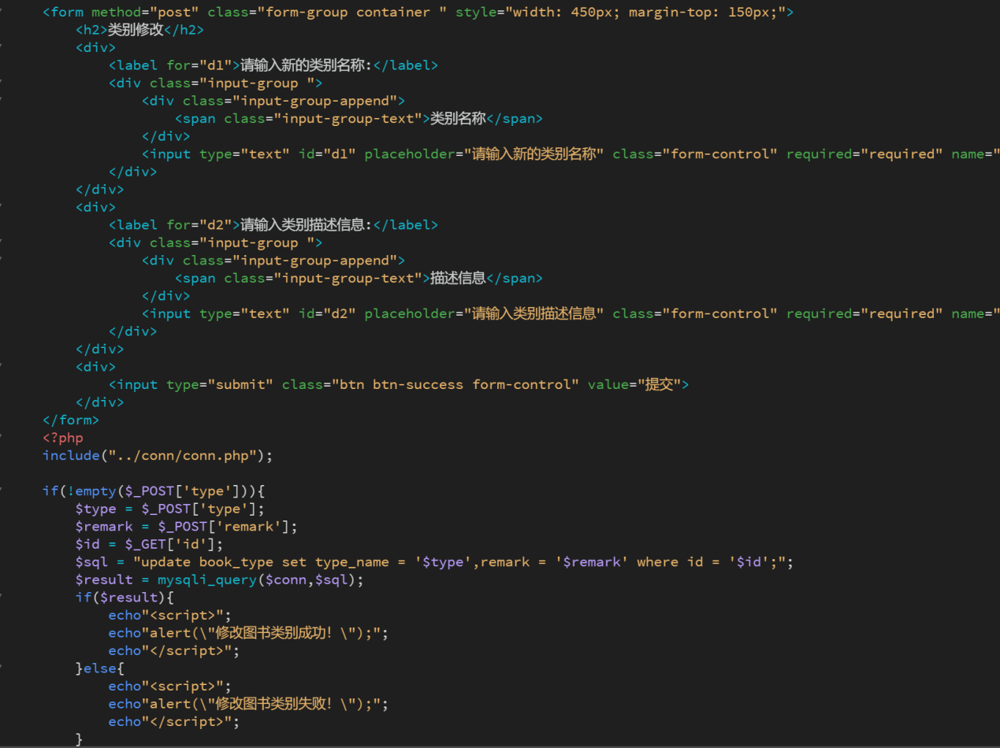 <form method="post" class="form-group container " style="width: 450px; margin-top: 150px;">
    <h2>类别修改</h2>
    <div>
        <label for="d1">请输入新的类别名称:</label>
        <div class="input-group ">
            <div class="input-group-append">
                <span class="input-group-text">类别名称</span>
            </div>
            <input type="text" id="d1" placeholder="请输入新的类别名称" class="form-control" required="required" name="
        </div>
    </div>
    <div>
        <label for="d2">请输入类别描述信息:</label>
        <div class="input-group ">
            <div class="input-group-append">
                <span class="input-group-text">描述信息</span>
            </div>
            <input type="text" id="d2" placeholder="请输入类别描述信息" class="form-control" required="required" name="
        </div>
    </div>
    <div>
        <input type="submit" class="btn btn-success form-control" value="提交">
    </div>
</form>
<?php
include("../conn/conn.php");

if(!empty($_POST['type'])){
    $type = $_POST['type'];
    $remark = $_POST['remark'];
    $id = $_GET['id'];
    $sql = "update book_type set type_name = '$type',remark = '$remark' where id = '$id';";
    $result = mysqli_query($conn,$sql);
    if($result){
        echo"<script>";
        echo"alert(\"修改图书类别成功！\");";
        echo"</script>";
    }else{
        echo"<script>";
        echo"alert(\"修改图书类别失败！\");";
        echo"</script>";
    }